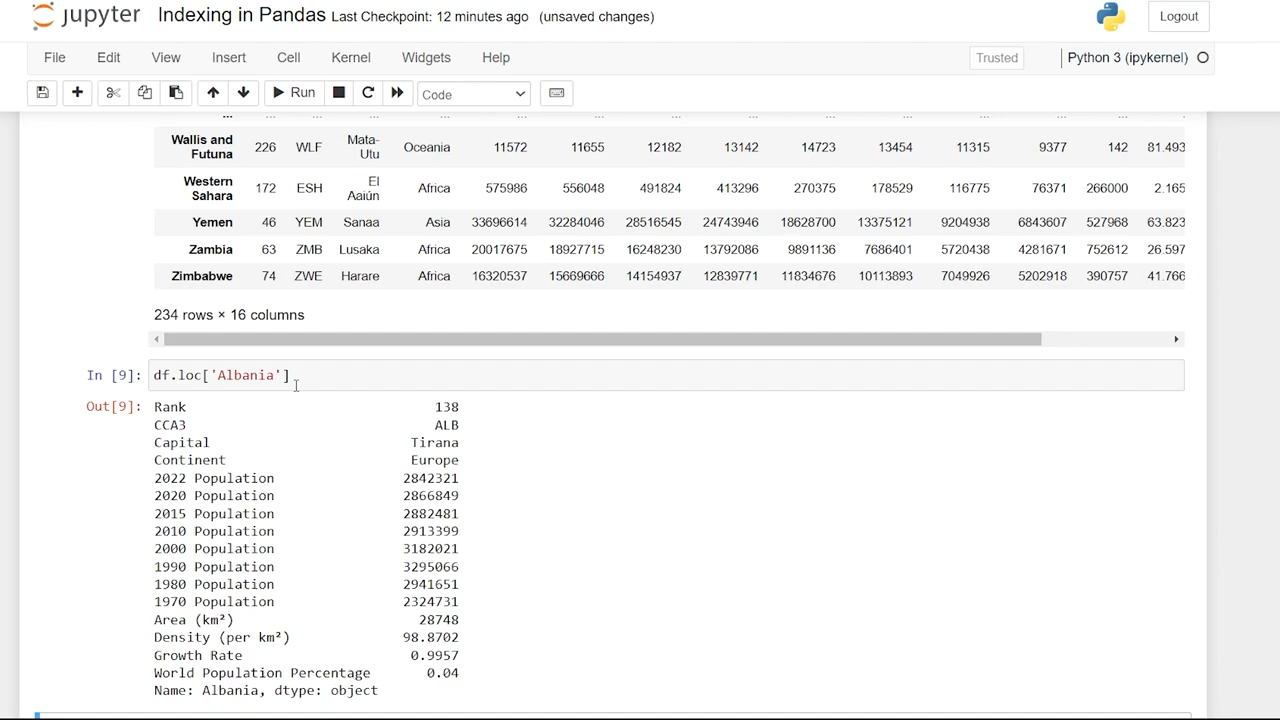 jupyter Indexing in Pandas Last Checkpoint: 12 minutes ago (unsaved changes) Logout
File Edit View Insert Cell Kernel Widgets Help Trusted Python 3 (ipykernel)
Run Code
... ... ... ... ... ... ... ... ... ... ... ... ... ...
Wallis and Futuna 226 WLF Mata-Utu Oceania 11572 11655 12182 13142 14723 13454 11315 9377 142 81.493
Western Sahara 172 ESH El Aaiún Africa 575986 556048 491824 413296 270375 178529 116775 76371 266000 2.165
Yemen 46 YEM Sanaa Asia 33696614 32284046 28516545 24743946 18628700 13375121 9204938 6843607 527968 63.823
Zambia 63 ZMB Lusaka Africa 20017675 18927715 16248230 13792086 9891136 7686401 5720438 4281671 752612 26.597
Zimbabwe 74 ZWE Harare Africa 16320537 15669666 14154937 12839771 11834676 10113893 7049926 5202918 390757 41.766
234 rows × 16 columns
In [9]: df.loc['Albania']
Out[9]: Rank 138
CCA3 ALB
Capital Tirana
Continent Europe
2022 Population 2842321
2020 Population 2866849
2015 Population 2882481
2010 Population 2913399
2000 Population 3182021
1990 Population 3295066
1980 Population 2941651
1970 Population 2324731
Area (km²) 28748
Density (per km²) 98.8702
Growth Rate 0.9957
World Population Percentage 0.04
Name: Albania, dtype: object